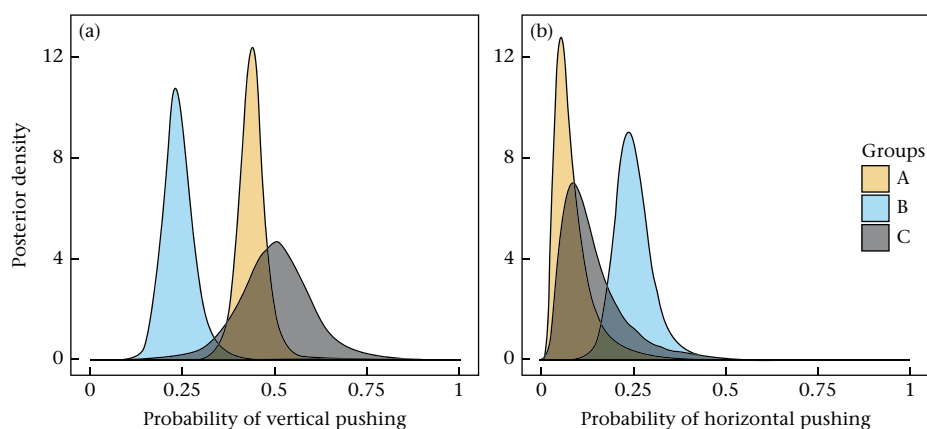 (a)
(b)
12
8
4
0
Posterior density
0
0.25
0.5
0.75
1
Probability of vertical pushing
12
8
4
0
0
0.25
0.5
0.75
1
Probability of horizontal pushing
Groups
A
B
C